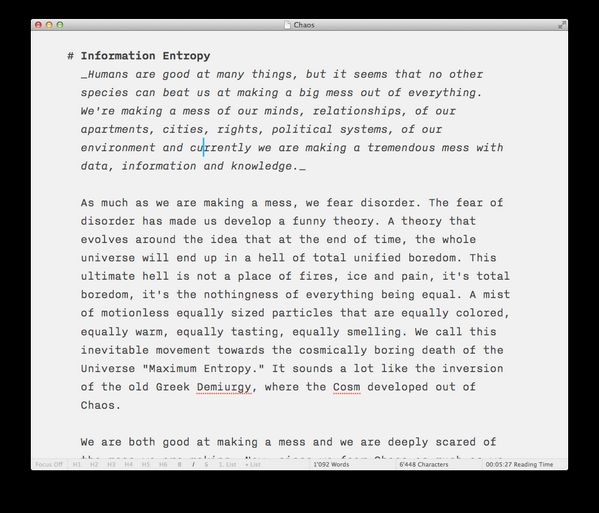 Chaos
# Information Entropy
_Humans are good at many things, but it seems that no other
species can beat us at making a big mess out of everything.
We're making a mess of our minds, relationships, of our
apartments, cities, rights, political systems, of our
environment and currently we are making a tremendous mess with
data, information and knowledge._
As much as we are making a mess, we fear disorder. The fear of
disorder has made us develop a funny theory. A theory that
evolves around the idea that at the end of time, the whole
universe will end up in a hell of total unified boredom. This
ultimate hell is not a place of fires, ice and pain, it's total
boredom, it's the nothingness of everything being equal. A mist
of motionless equally sized particles that are equally colored,
equally warm, equally tasting, equally smelling. We call this
inevitable movement towards the cosmically boring death of the
Universe "Maximum Entropy." It sounds a lot like the inversion
of the old Greek Demiurgy, where the Cosm developed out of
Chaos.
We are both good at making a mess and we are deeply scared of
Focus Off H1 H2 H3 H4 H5 H6 B I S 1. List • List 1'092 Words 6'448 Characters 00:05:27 Reading Time